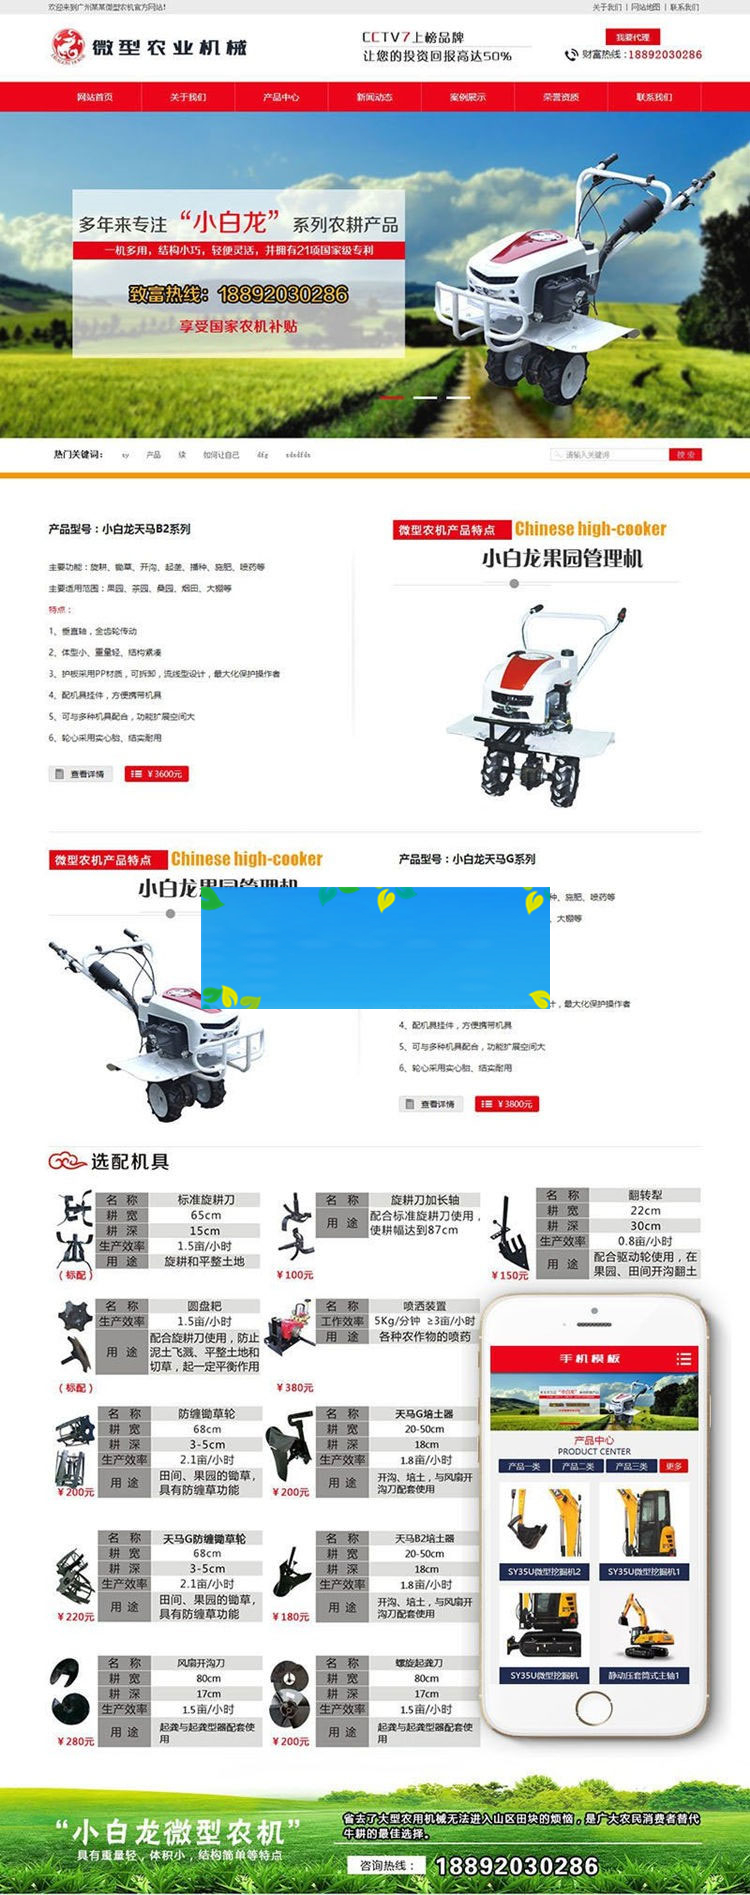 欢迎来到广州某某微型农机官方网站!
关于我们 | 网站地图 | 联系我们
微型农业机械
CCTV7上榜品牌
让您的投资回报高达50%
我要代理
财富热线:18892030286
网站首页
关于我们
产品中心
新闻动态
案例展示
荣誉资质
联系我们
多年来专注“小白龙”系列农耕产品
一机多用，结构小巧，轻便灵活，并拥有21项国家级专利
致富热线：18892030286
享受国家农机补贴
热门关键词：
sy
产品
续
如何让自己
dfg
sdsdfds
请输入关键词
搜 索
产品型号：小白龙天马B2系列
主要功能：旋耕、锄草、开沟、起垄、播种、施肥、喷药等
主要适用范围：果园、茶园、桑园、烟田、大棚等
特点：
1、垂直轴，全齿轮传动
2、体型小、重量轻、结构紧凑
3、护板采用PP材质，可拆卸，流线型设计，最大化保护操作者
4、配机具挂件，方便携带机具
5、可与多种机具配台，功能扩展空间大
6、轮心采用实心胎、结实耐用
查看详情
¥3600元
微型农机产品特点
Chinese high-cooker
小白龙果园管理机
微型农机产品特点
Chinese high-cooker
小白龙果园管理机
产品型号：小白龙天马G系列
种、施肥、喷药等
、大棚等
计，最大化保护操作者
4、配机具挂件，方便携带机具
5、可与多种机具配台，功能扩展空间大
6、轮心采用实心胎、结实耐用
查看详情
¥3800元
选配机具
名 称 标准旋耕刀
耕 宽 65cm
耕 深 15cm
生产效率 1.5亩/小时
用 途 旋耕和平整土地
(标配)
名 称 旋耕刀加长轴
用 途 配合标准旋耕刀使用，
使耕幅达到87cm
¥100元
名 称 翻转犁
耕 宽 22cm
耕 深 30cm
生产效率 0.8亩/小时
用 途 配合驱动轮使用，在
果园、田间开沟翻土
¥150元
名 称 圆盘耙
生产效率 1.5亩/小时
用 途 配合旋耕刀使用，防止
泥土飞溅、平整土地和
切草，起一定平衡作用
(标配)
名 称 喷洒装置
工作效率 5Kg/分钟 ≥3亩/小时
用 途 各种农作物的喷药
¥380元
名 称 防缠锄草轮
耕 宽 68cm
耕 深 3-5cm
生产效率 2.1亩/小时
用 途 田间、果园的锄草，
具有防缠草功能
¥200元
名 称 天马G培土器
耕 宽 20-50cm
耕 深 18cm
生产效率 1.8亩/小时
用 途 开沟、培土，与风扇开
沟刀配套使用
¥200元
名 称 天马G防缠锄草轮
耕 宽 68cm
耕 深 3-5cm
生产效率 2.1亩/小时
用 途 田间、果园的锄草，
具有防缠草功能
¥220元
名 称 天马B2培土器
耕 宽 20-50cm
耕 深 18cm
生产效率 1.8亩/小时
用 途 开沟、培土，与风扇开
沟刀配套使用
¥180元
名 称 风扇开沟刀
耕 宽 80cm
耕 深 17cm
生产效率 1.5亩/小时
用 途 起垄与起垄型器配套使
用
¥280元
名 称 螺旋起垄刀
耕 宽 80cm
耕 深 17cm
生产效率 1.5亩/小时
用 途 起垄与起垄型器配套使
用
¥200元
手机模板
产品中心
PRODUCT CENTER
产品一类
产品二类
产品三类
更多
SY35U微型挖掘机2
SY35U微型挖掘机1
SY35U微型挖掘机
静动压套筒式主轴1
“小白龙微型农机”
具有重量轻，体积小，结构简单等特点
省去了大型农用机械无法进入山区田块的烦恼，是广大农民消费者替代
牛耕的最佳选择。
咨询热线：
18892030286